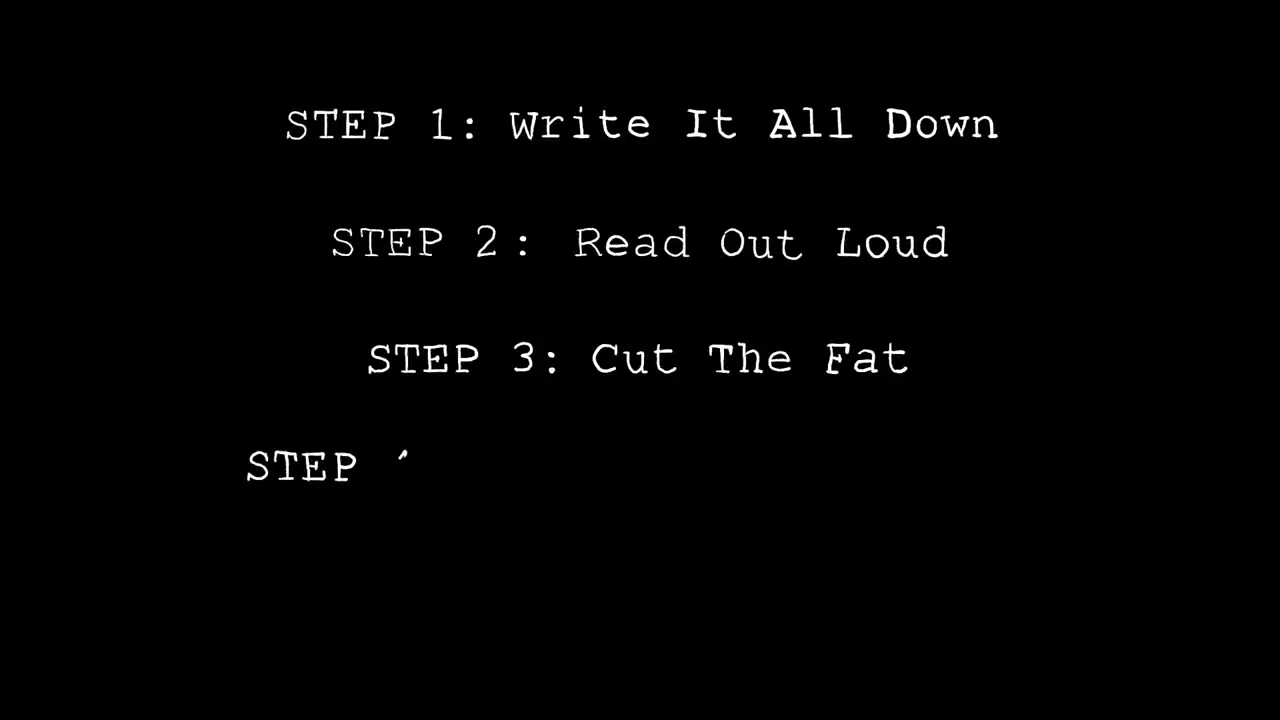 STEP 1: Write It All Down
STEP 2: Read Out Loud
STEP 3: Cut The Fat
STEP